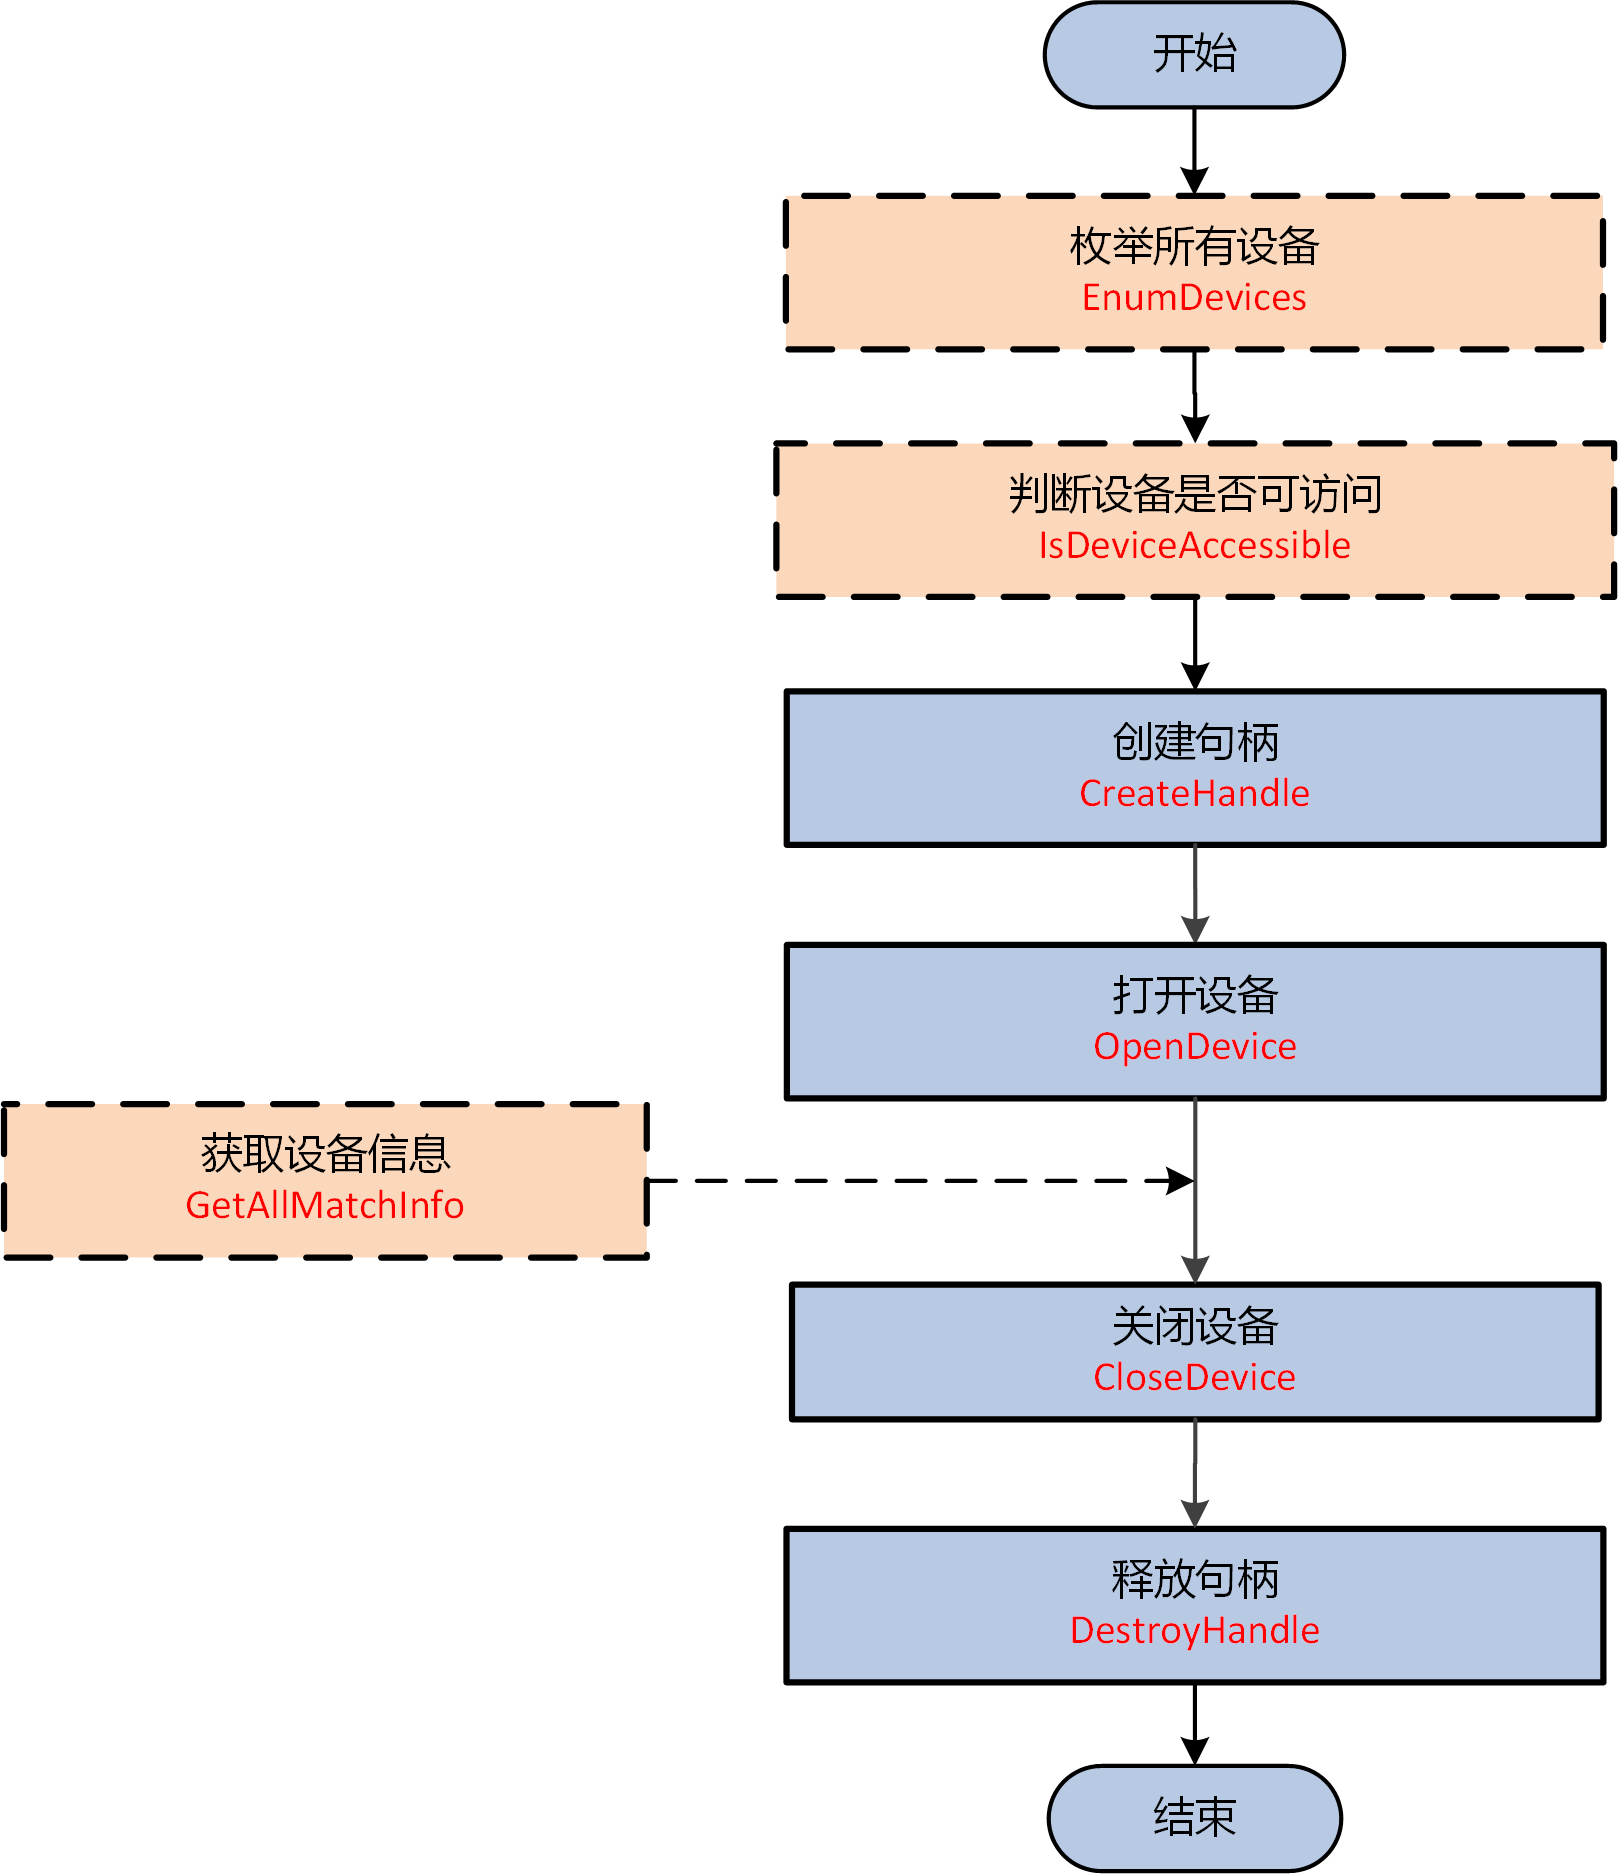 开始
枚举所有设备
EnumDevices
判断设备是否可访问
IsDeviceAccessible
创建句柄
CreateHandle
打开设备
OpenDevice
获取设备信息
GetAllMatchInfo
关闭设备
CloseDevice
释放句柄
DestroyHandle
结束